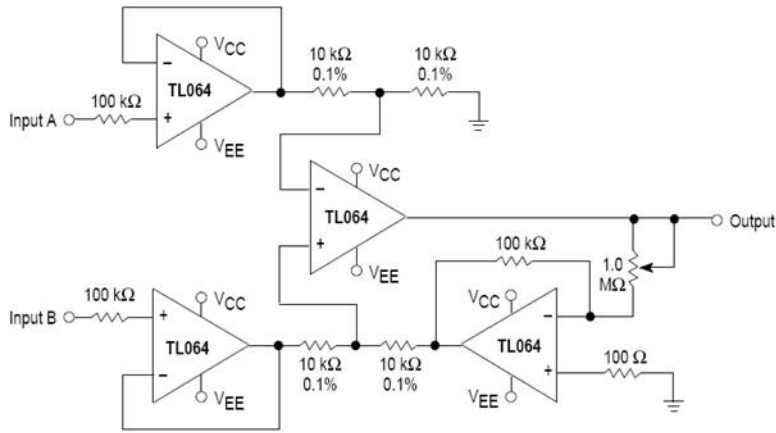 VCC
TL064
VEE
100 kΩ
Input A
−
+
10 kΩ
0.1%
10 kΩ
0.1%
VCC
TL064
VEE
−
+
Output
100 kΩ
1.0
MΩ
100 kΩ
Input B
VCC
TL064
VEE
+
−
10 kΩ
0.1%
10 kΩ
0.1%
VCC
TL064
VEE
−
+
100 Ω